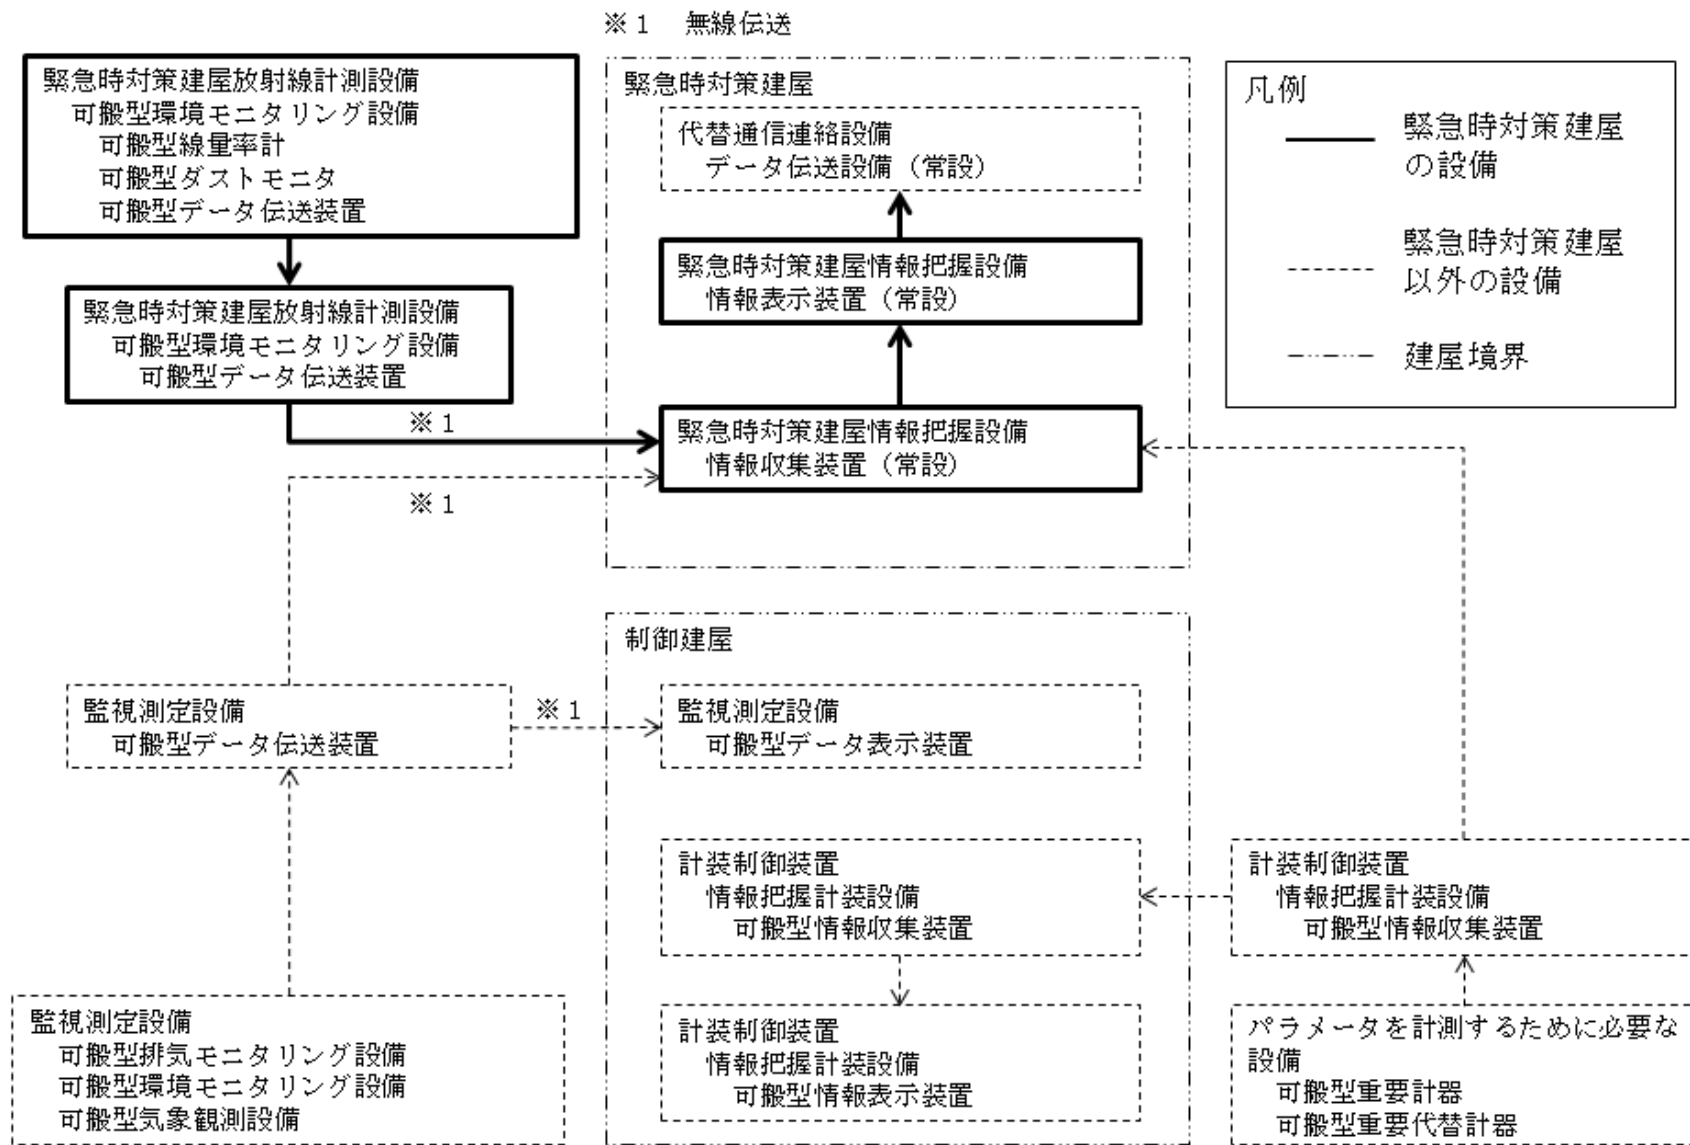 ※１　無線伝送
緊急時対策建屋放射線計測設備
可搬型環境モニタリング設備
可搬型線量率計
可搬型ダストモニタ
可搬型データ伝送装置
緊急時対策建屋放射線計測設備
可搬型環境モニタリング設備
可搬型データ伝送装置
※１
※１
緊急時対策建屋
代替通信連絡設備
データ伝送設備（常設）
緊急時対策建屋情報把握設備
情報表示装置（常設）
緊急時対策建屋情報把握設備
情報収集装置（常設）
凡例
緊急時対策建屋
の設備
緊急時対策建屋
以外の設備
建屋境界
監視測定設備
可搬型データ伝送装置
※１
監視測定設備
可搬型排気モニタリング設備
可搬型環境モニタリング設備
可搬型気象観測設備
制御建屋
監視測定設備
可搬型データ表示装置
計装制御装置
情報把握計装設備
可搬型情報収集装置
計装制御装置
情報把握計装設備
可搬型情報表示装置
計装制御装置
情報把握計装設備
可搬型情報収集装置
パラメータを計測するために必要な
設備
可搬型重要計器
可搬型重要代替計器